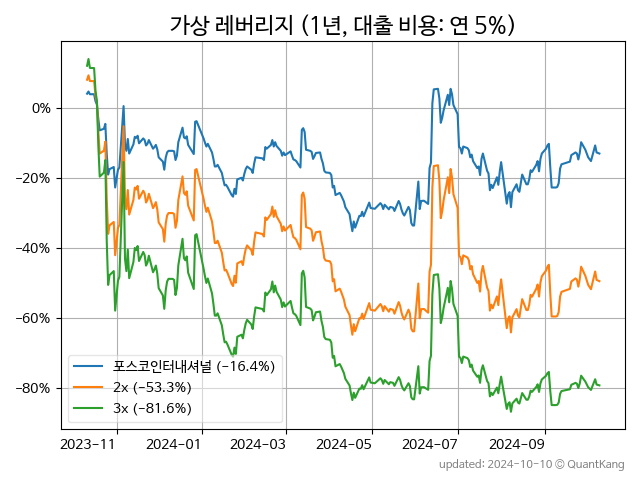 가상 레버리지 (1년, 대출 비용: 연 5%)
0%
−20%
−40%
−60%
−80%
포스코인터내셔널 (−16.4%)
2x (−53.3%)
3x (−81.6%)
2023-11 2024-01 2024-03 2024-05 2024-07 2024-09
updated: 2024-10-10 © QuantKang